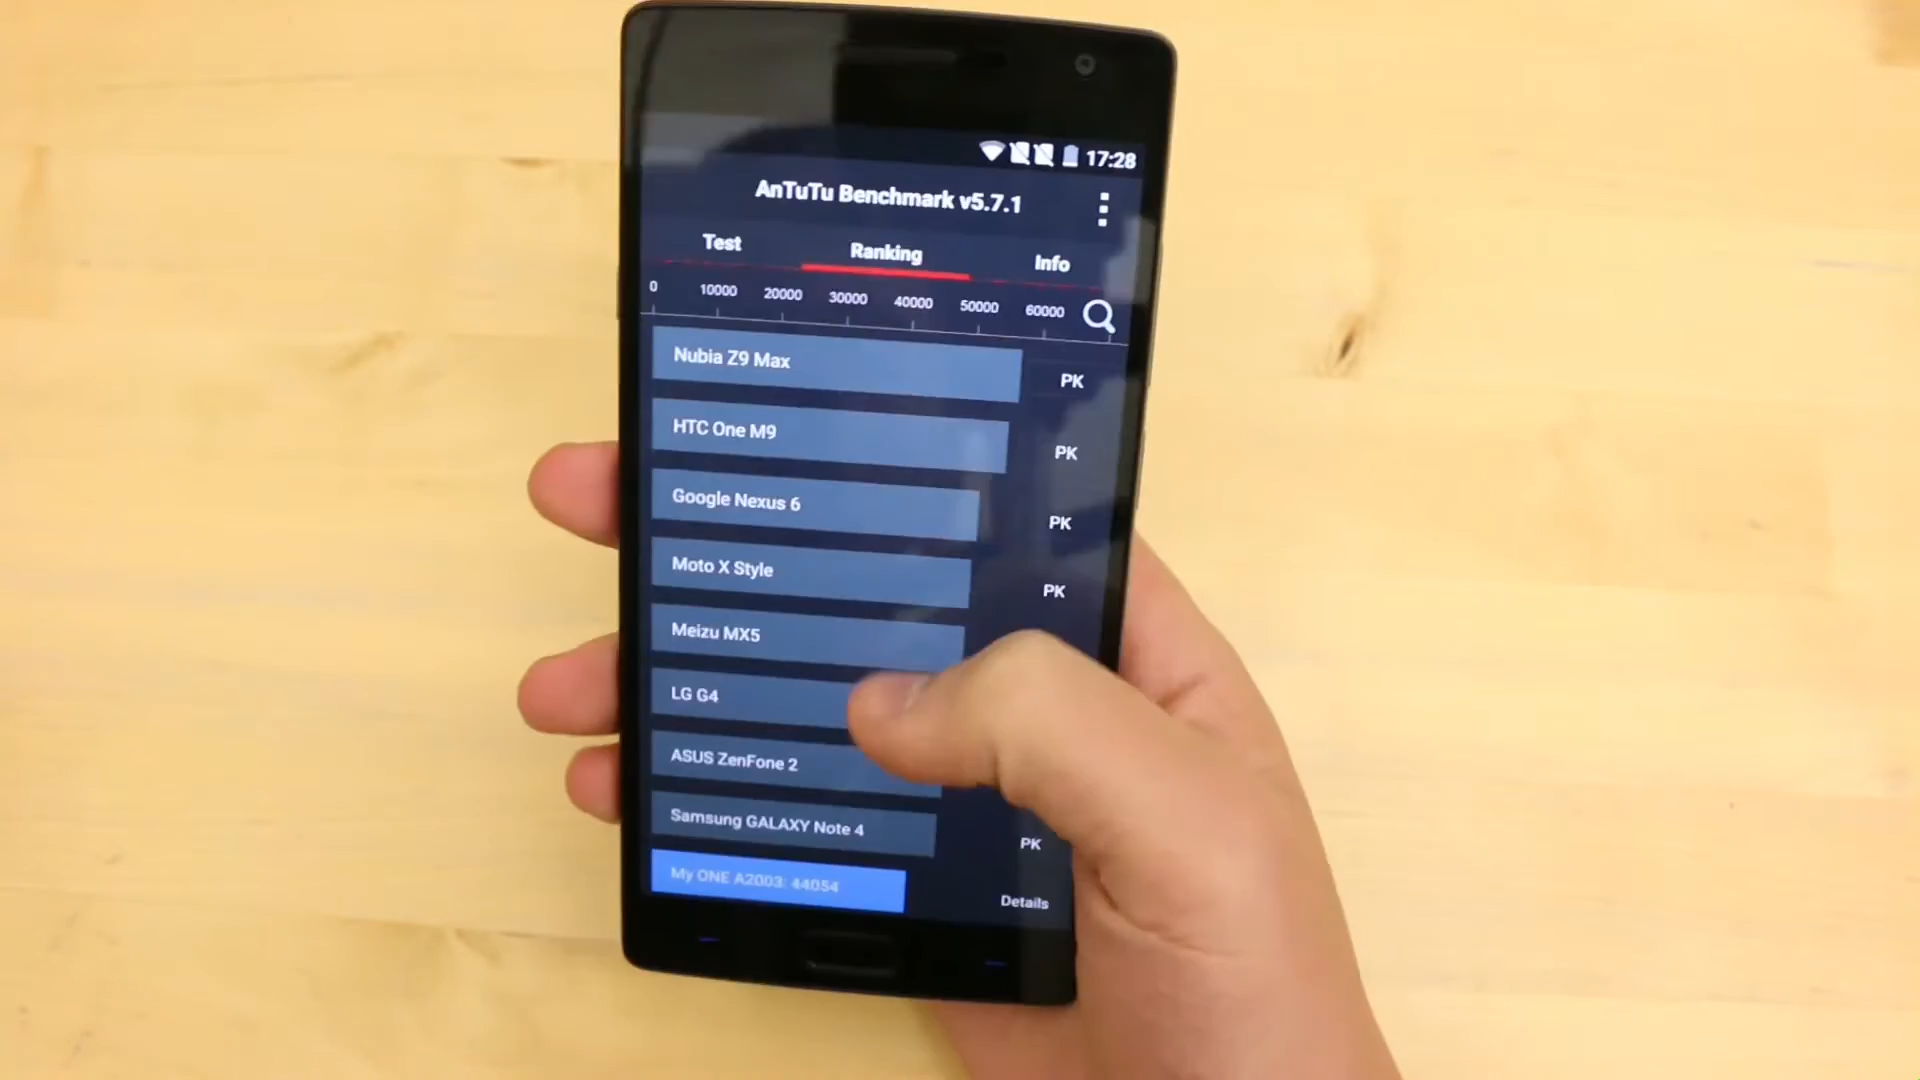 17:28
AnTuTu Benchmark v5.7.1
Test Ranking Info
0 10000 20000 30000 40000 50000 60000
Nubia Z9 Max PK
HTC One M9 PK
Google Nexus 6 PK
Moto X Style PK
Meizu MX5
LG G4
ASUS ZenFone 2
Samsung GALAXY Note 4 PK
My ONE A2003: 44054 Details